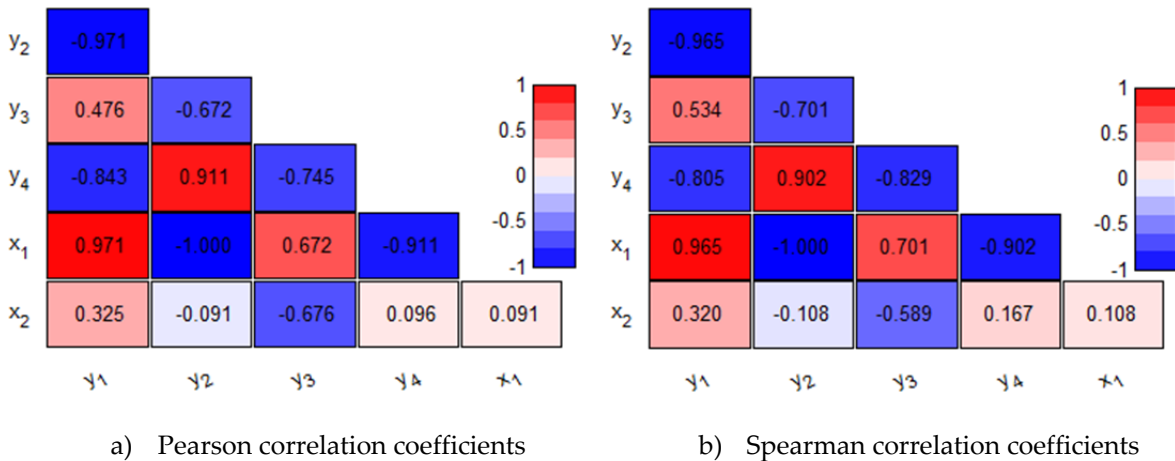 y2 -0.971
y3 0.476 -0.672
y4 -0.843 0.911 -0.745
x1 0.971 -1.000 0.672 -0.911
x2 0.325 -0.091 -0.676 0.096 0.091
y1 y2 y3 y4 x1
1
0.5
0
-0.5
-1
a) Pearson correlation coefficients
y2 -0.965
y3 0.534 -0.701
y4 -0.805 0.902 -0.829
x1 0.965 -1.000 0.701 -0.902
x2 0.320 -0.108 -0.589 0.167 0.108
y1 y2 y3 y4 x1
1
0.5
0
-0.5
-1
b) Spearman correlation coefficients